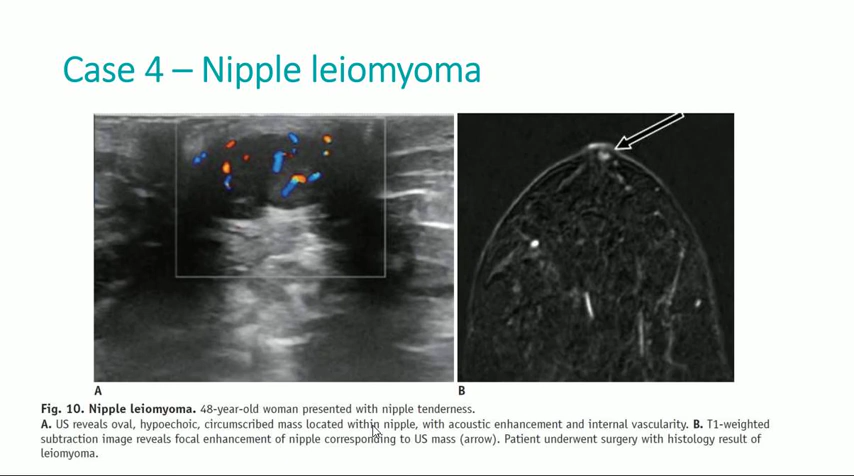 Case 4 – Nipple leiomyoma
A
B
Fig. 10. Nipple leiomyoma. 48-year-old woman presented with nipple tenderness.
A. US reveals oval, hypoechoic, circumscribed mass located within nipple, with acoustic enhancement and internal vascularity. B. T1-weighted
subtraction image reveals focal enhancement of nipple corresponding to US mass (arrow). Patient underwent surgery with histology result of
leiomyoma.